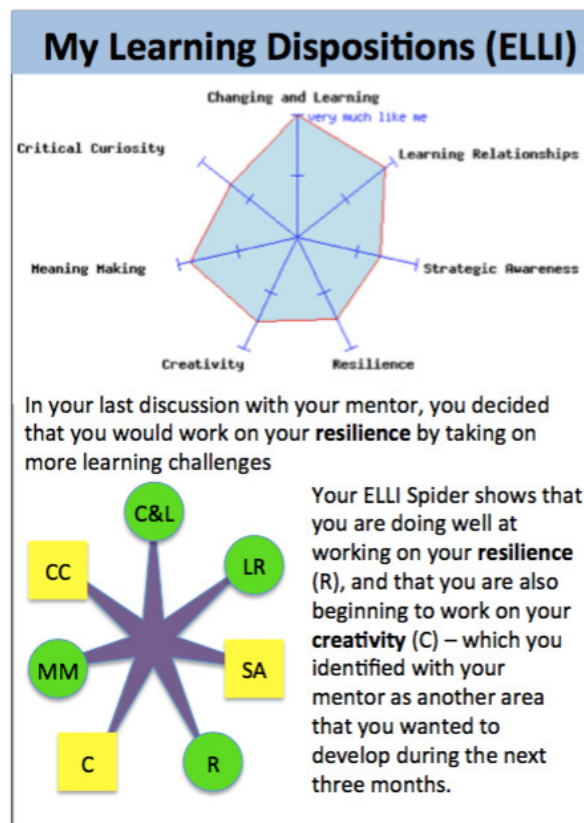 My Learning Dispositions (ELLI)
Changing and Learning
very much like me
Critical Curiosity
Learning Relationships
Meaning Making
Strategic Awareness
Creativity
Resilience
In your last discussion with your mentor, you decided
that you would work on your resilience by taking on
more learning challenges
C&L
CC
LR
MM
SA
C
R
Your ELLI Spider shows that
you are doing well at
working on your resilience
(R), and that you are also
beginning to work on your
creativity (C) – which you
identified with your
mentor as another area
that you wanted to
develop during the next
three months.